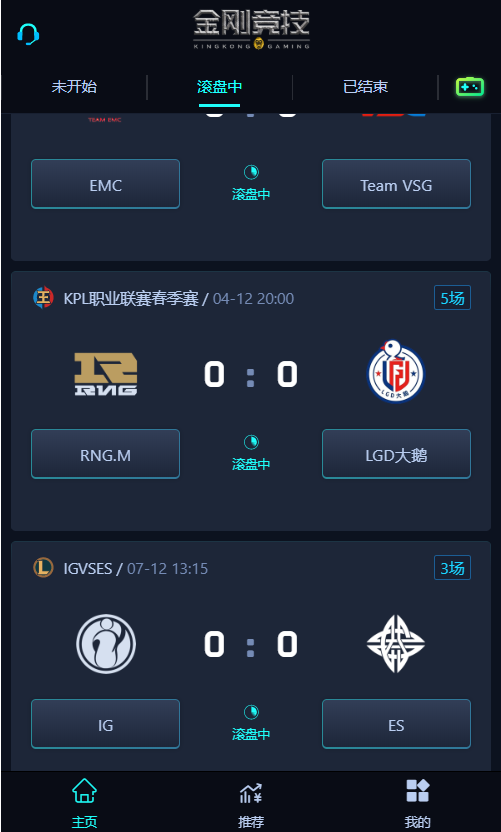 金刚竞技
KINGKONG GAMING
未开始
滚盘中
已结束
TEAM EMC
EMC
滚盘中
Team VSG
KPL职业联赛春季赛 / 04-12 20:00
5场
RNG
0 : 0
LGD大鹅
RNG.M
滚盘中
LGD大鹅
IGVSES / 07-12 13:15
3场
0 : 0
IG
滚盘中
ES
主页
推荐
我的